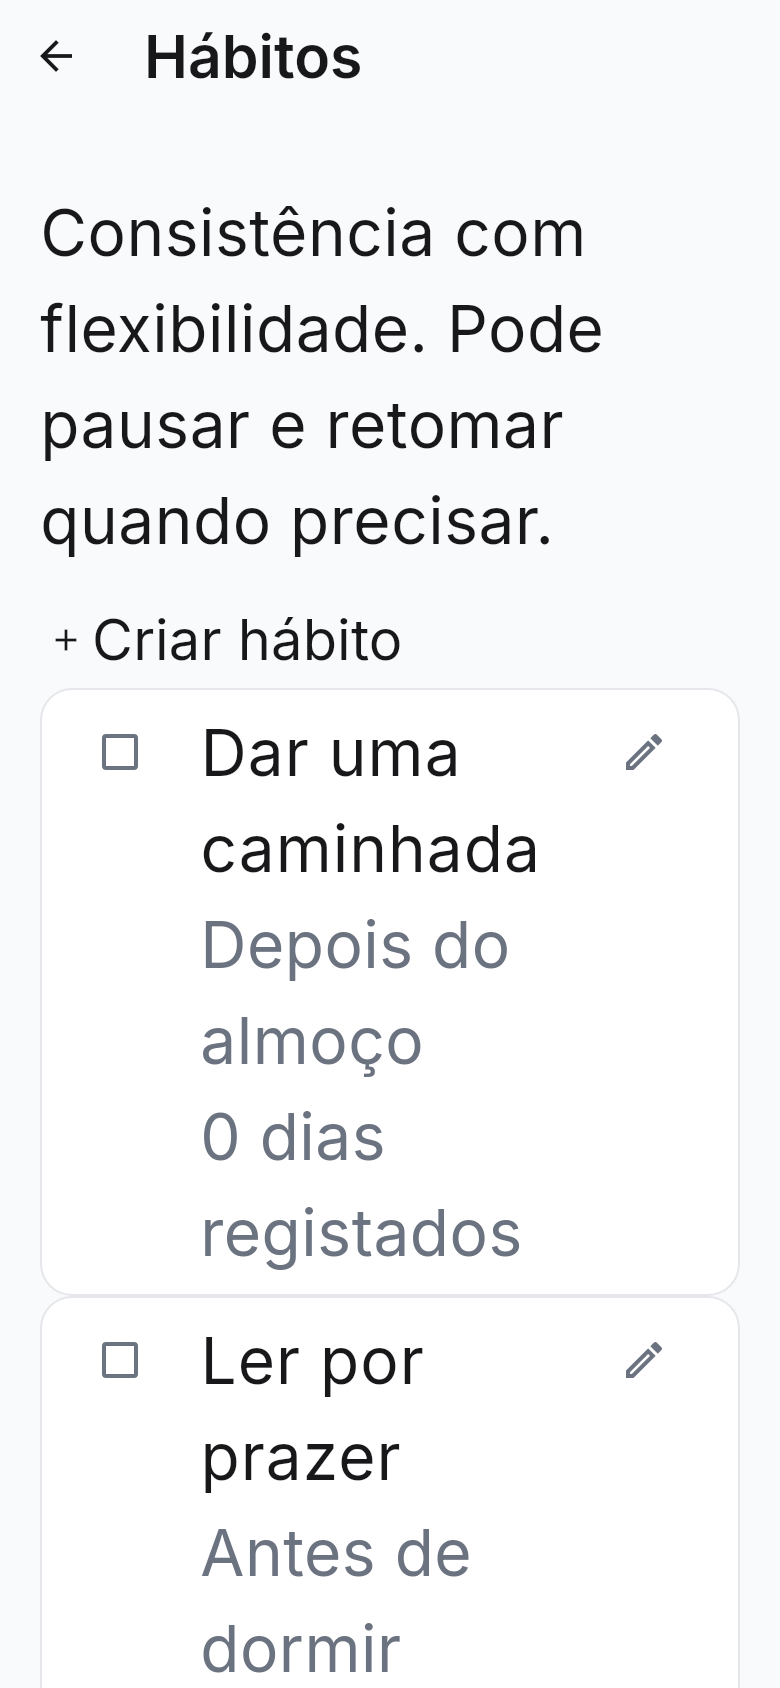 Hábitos
Consistência com
flexibilidade. Pode
pausar e retomar
quando precisar.
+ Criar hábito
Dar uma
caminhada
Depois do
almoço
0 dias
registados
Ler por
prazer
Antes de
dormir